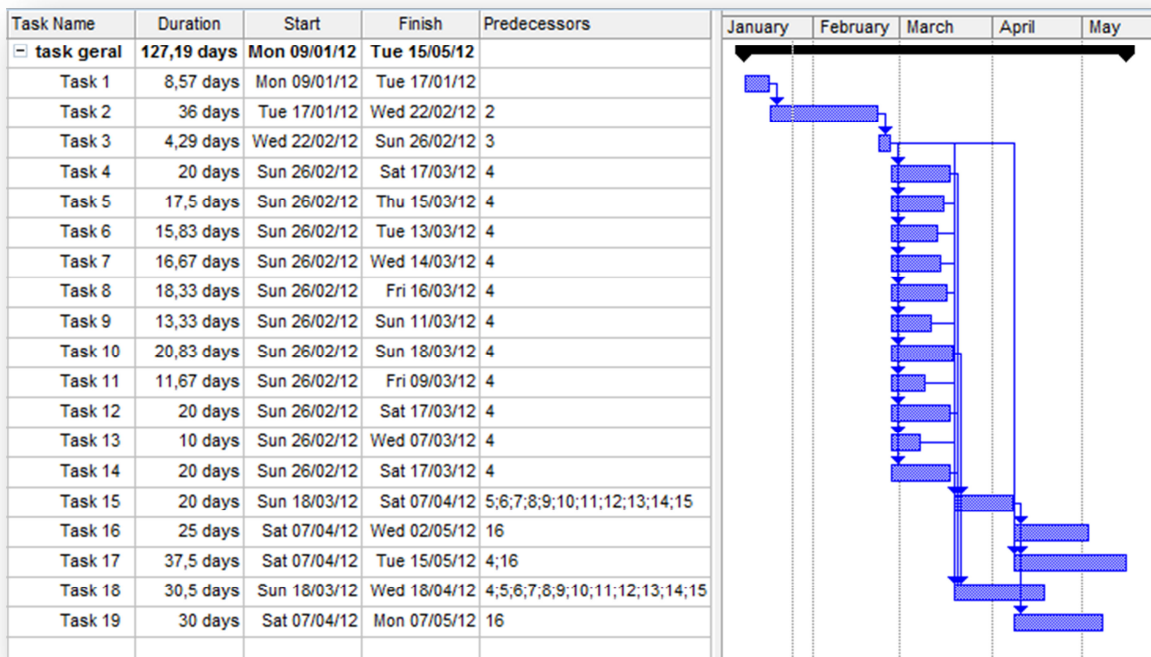 Task Name Duration Start Finish Predecessors January February March April May
task geral 127,19 days Mon 09/01/12 Tue 15/05/12
Task 1 8,57 days Mon 09/01/12 Tue 17/01/12
Task 2 36 days Tue 17/01/12 Wed 22/02/12 2
Task 3 4,29 days Wed 22/02/12 Sun 26/02/12 3
Task 4 20 days Sun 26/02/12 Sat 17/03/12 4
Task 5 17,5 days Sun 26/02/12 Thu 15/03/12 4
Task 6 15,83 days Sun 26/02/12 Tue 13/03/12 4
Task 7 16,67 days Sun 26/02/12 Wed 14/03/12 4
Task 8 18,33 days Sun 26/02/12 Fri 16/03/12 4
Task 9 13,33 days Sun 26/02/12 Sun 11/03/12 4
Task 10 20,83 days Sun 26/02/12 Sun 18/03/12 4
Task 11 11,67 days Sun 26/02/12 Fri 09/03/12 4
Task 12 20 days Sun 26/02/12 Sat 17/03/12 4
Task 13 10 days Sun 26/02/12 Wed 07/03/12 4
Task 14 20 days Sun 26/02/12 Sat 17/03/12 4
Task 15 20 days Sun 18/03/12 Sat 07/04/12 5;6;7;8;9;10;11;12;13;14;15
Task 16 25 days Sat 07/04/12 Wed 02/05/12 16
Task 17 37,5 days Sat 07/04/12 Tue 15/05/12 4;16
Task 18 30,5 days Sun 18/03/12 Wed 18/04/12 4;5;6;7;8;9;10;11;12;13;14;15
Task 19 30 days Sat 07/04/12 Mon 07/05/12 16